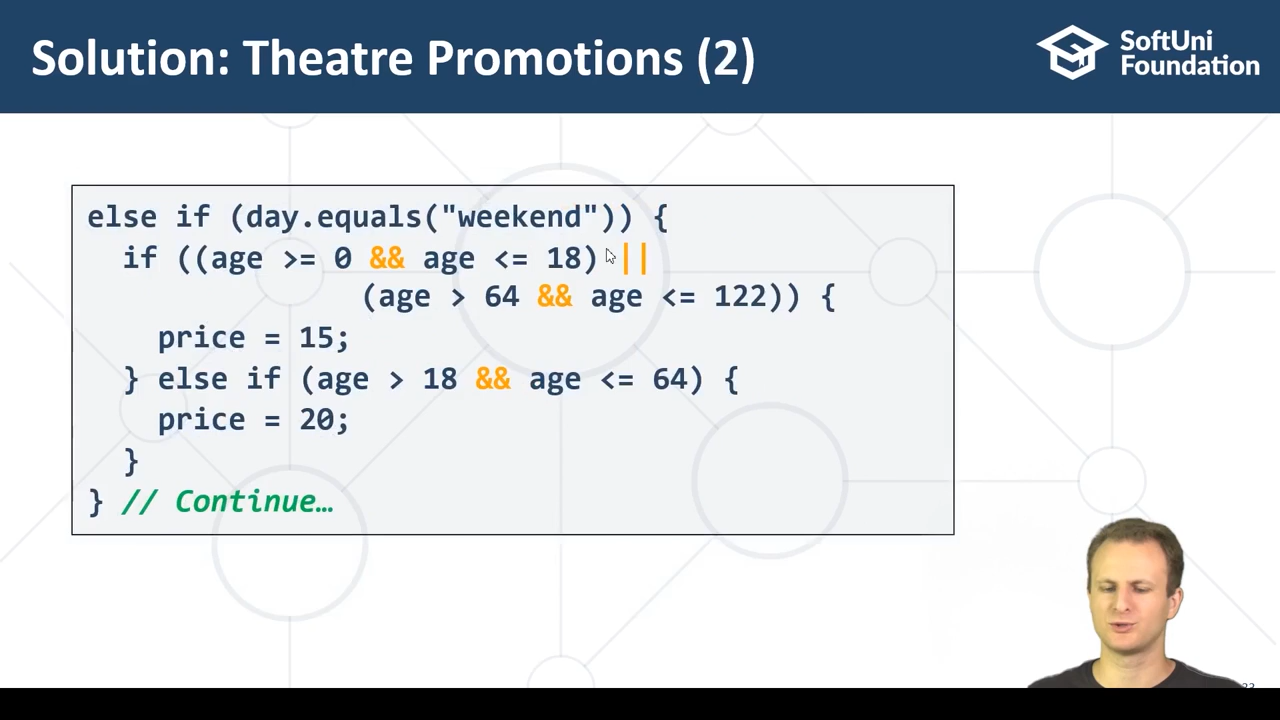 Solution: Theatre Promotions (2)
SoftUni
Foundation
else if (day.equals("weekend")) {
if ((age >= 0 && age <= 18) ||
(age > 64 && age <= 122)) {
price = 15;
} else if (age > 18 && age <= 64) {
price = 20;
}
} // Continue…